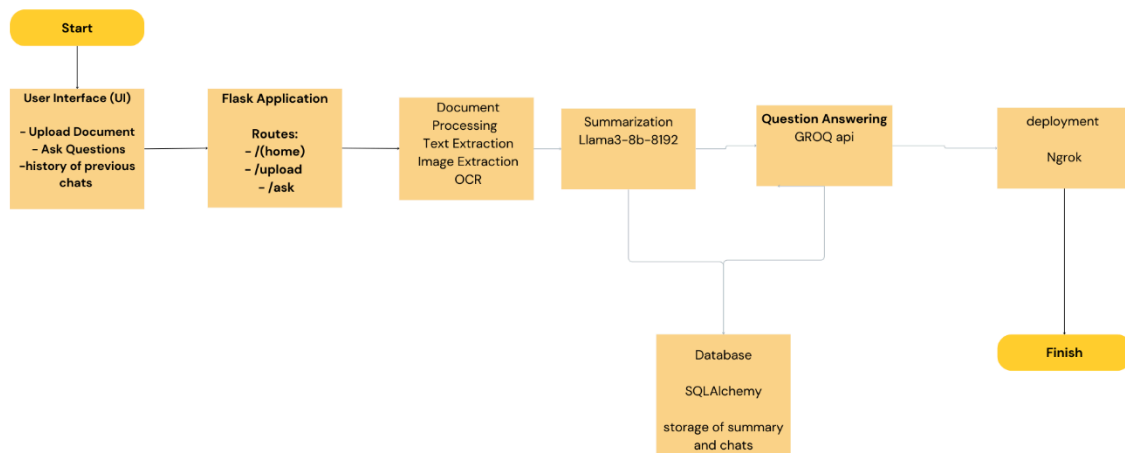 Start
User Interface (UI)
- Upload Document
- Ask Questions
-history of previous
chats
Flask Application
Routes:
- /(home)
- /upload
- /ask
Document
Processing
Text Extraction
Image Extraction
OCR
Summarization
Llama3-8b-8192
Question Answering
GROQ api
deployment
Ngrok
Database
SQLAlchemy
storage of summary
and chats
Finish